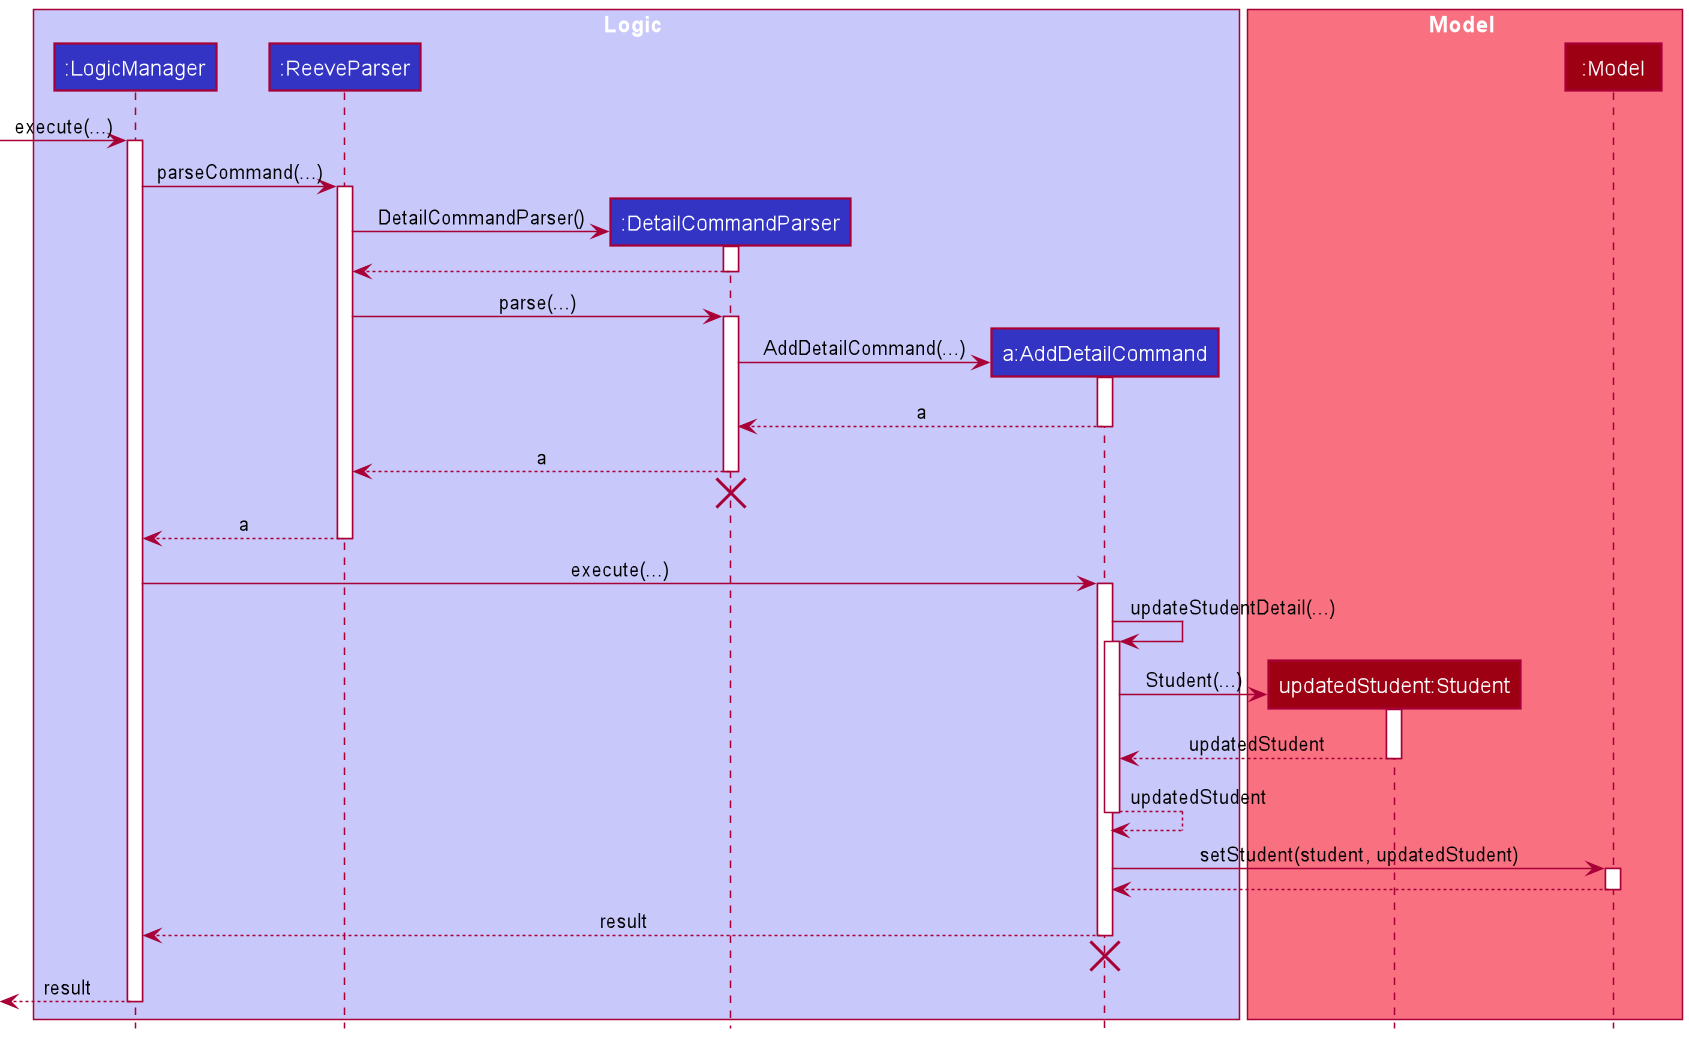 Logic
Model
:LogicManager
:ReeveParser
:Model
execute(...)
parseCommand(...)
DetailCommandParser()
:DetailCommandParser
parse(...)
AddDetailCommand(...)
a:AddDetailCommand
a
a
a
execute(...)
updateStudentDetail(...)
Student(...)
updatedStudent:Student
updatedStudent
updatedStudent
setStudent(student, updatedStudent)
result
result